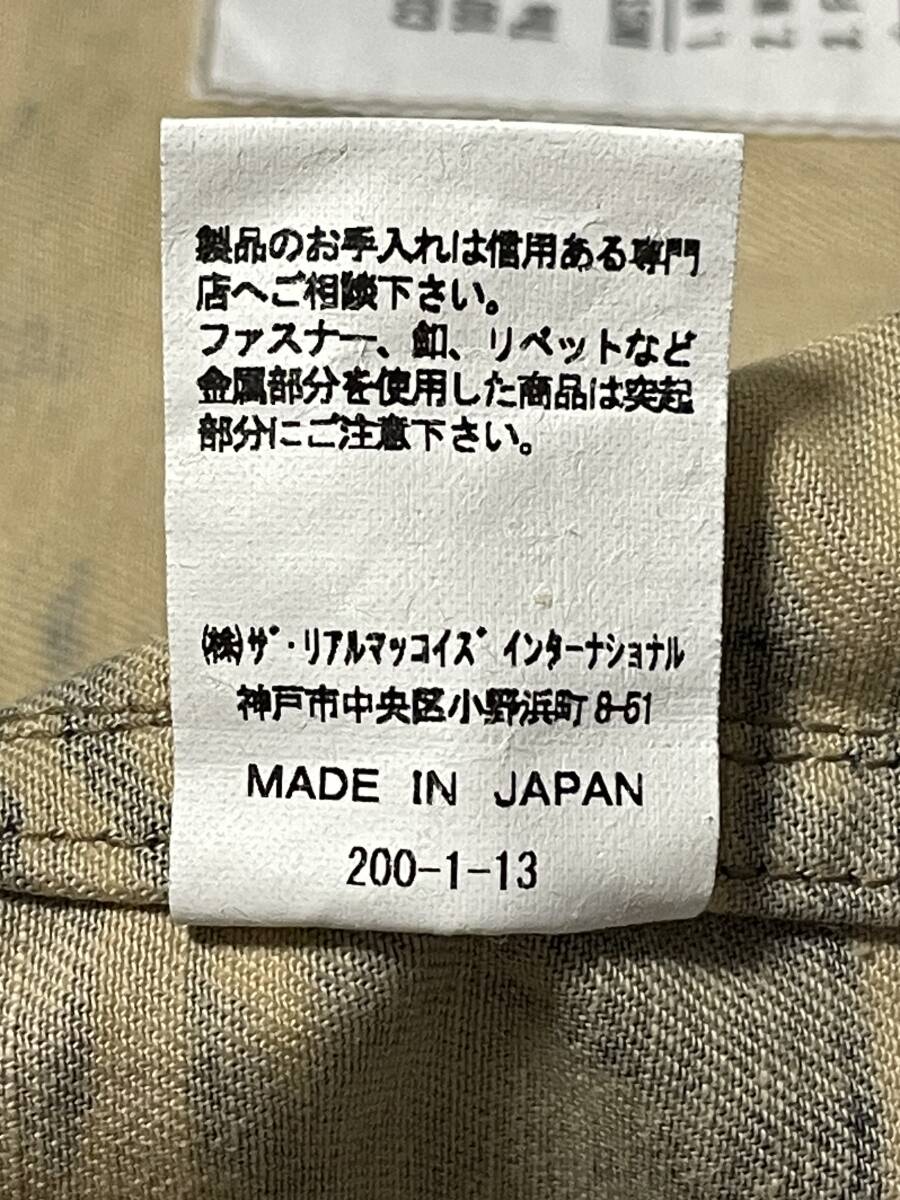 製品のお手入れは信用ある専門
店へご相談下さい。
ファスナー、釦、リベットなど
金属部分を使用した商品は突起
部分にご注意下さい。
(株)ザ・リアルマッコイズ インターナショナル
神戸市中央区小野浜町8-51
MADE IN JAPAN
200-1-13